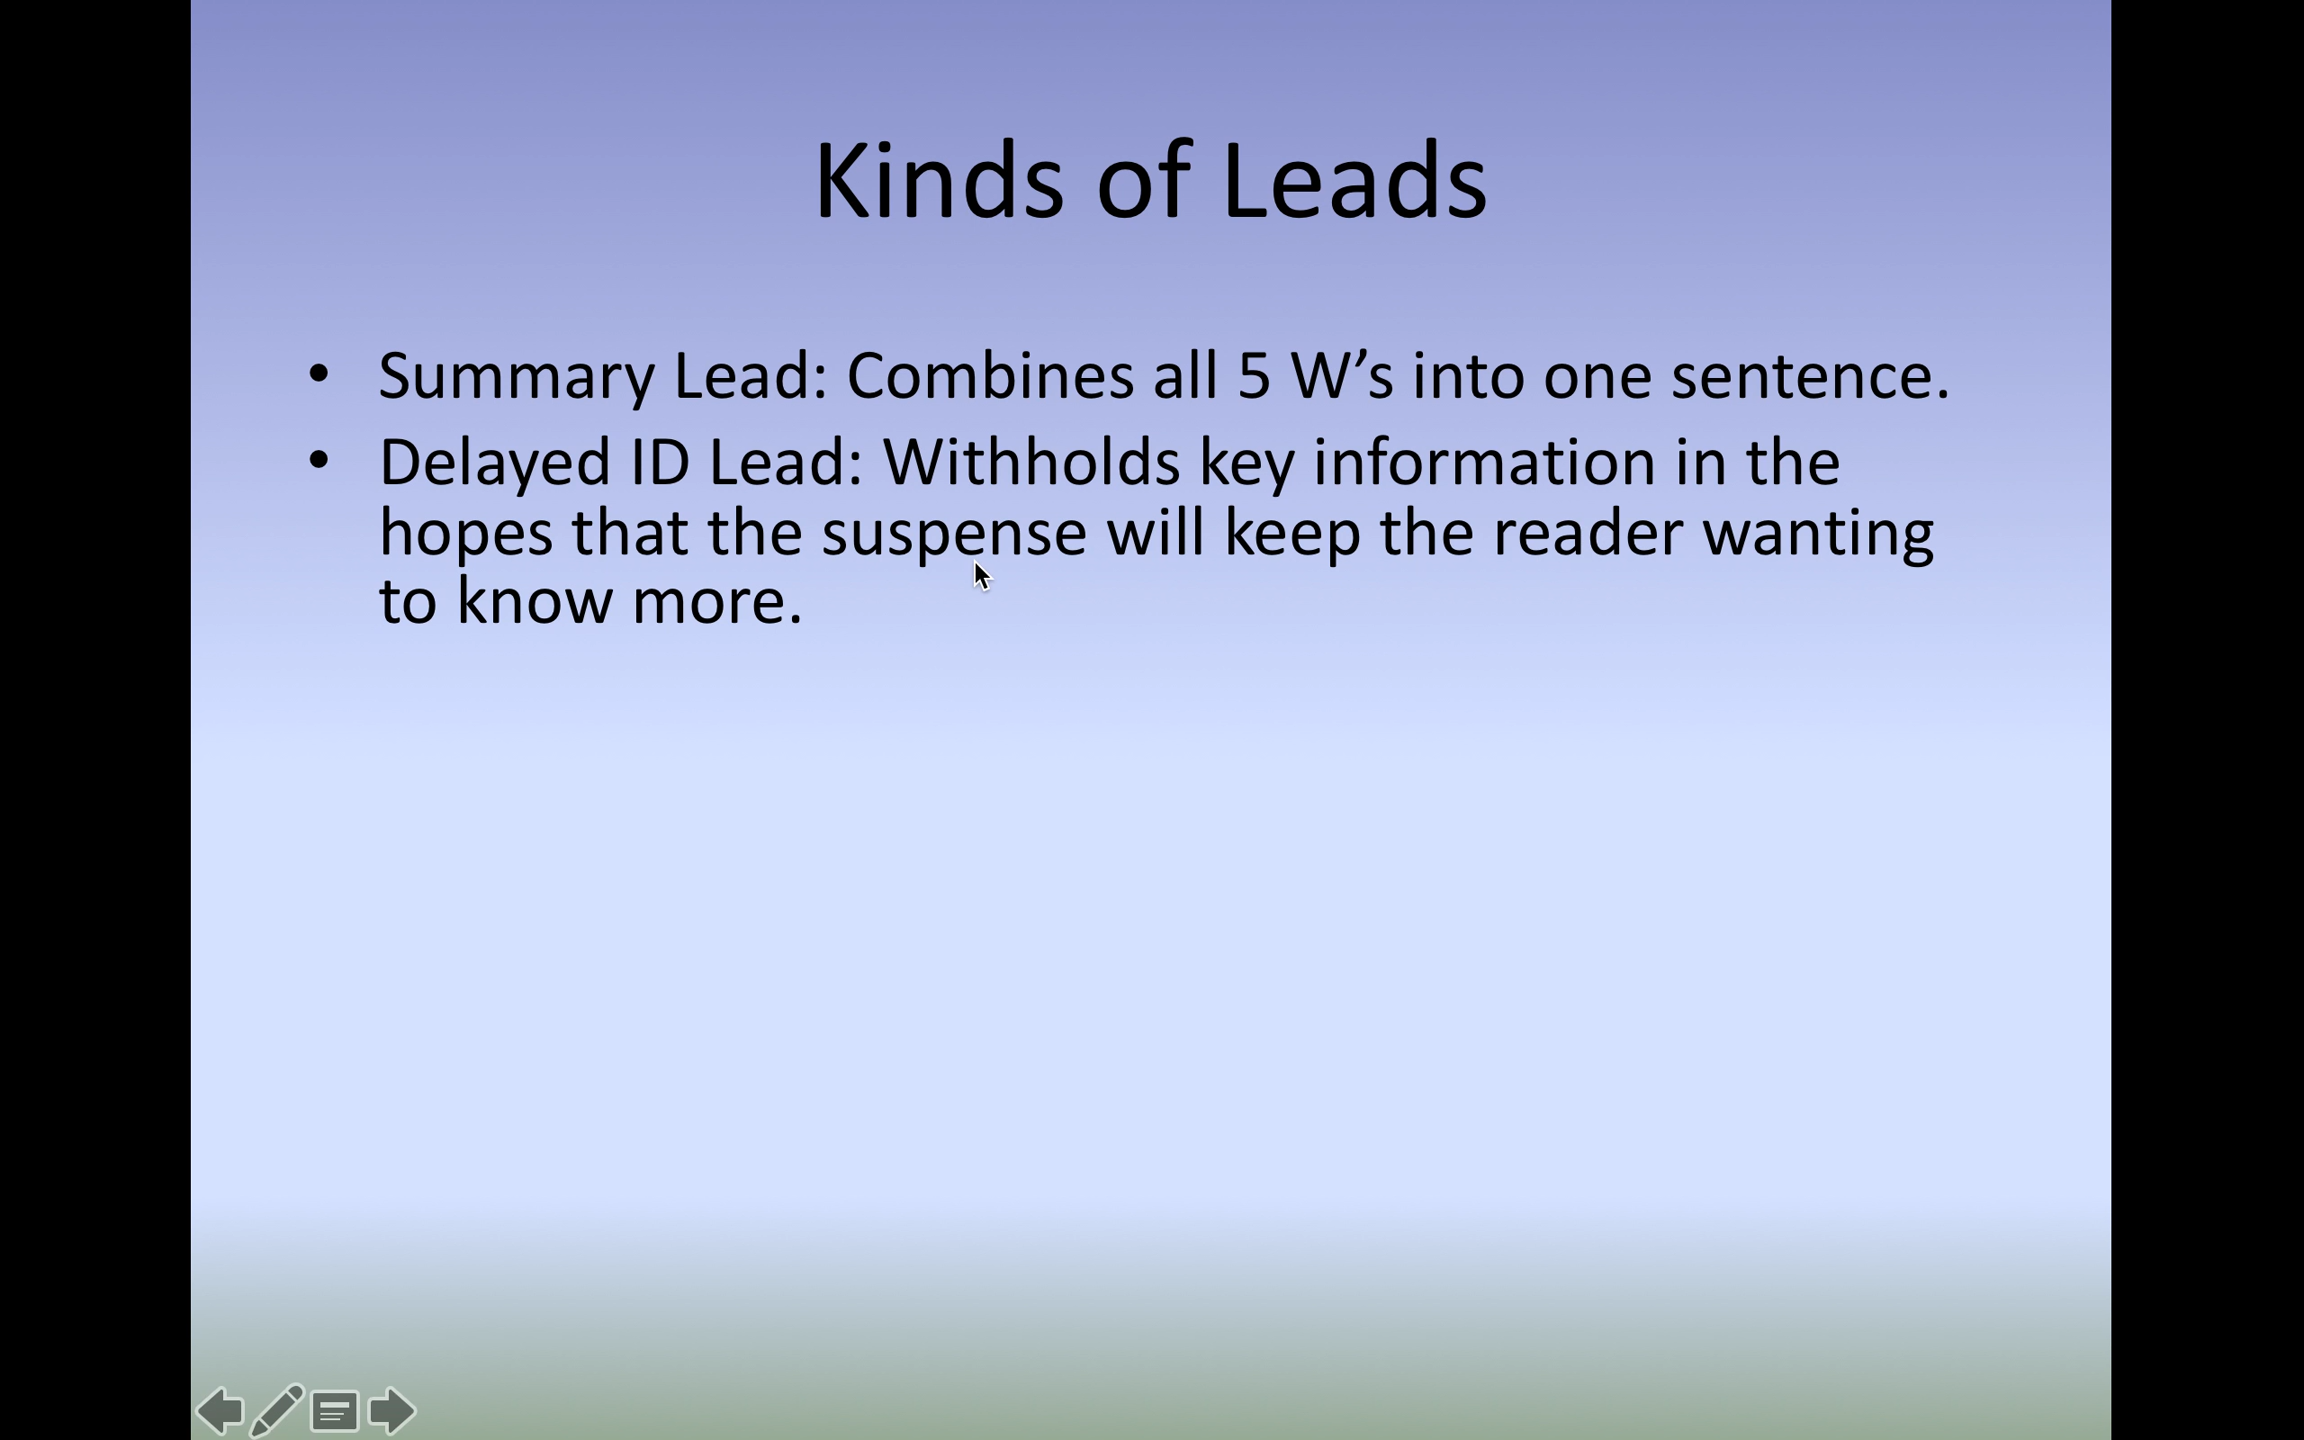 Kinds of Leads
• Summary Lead: Combines all 5 W’s into one sentence.
• Delayed ID Lead: Withholds key information in the
hopes that the suspense will keep the reader wanting
to know more.